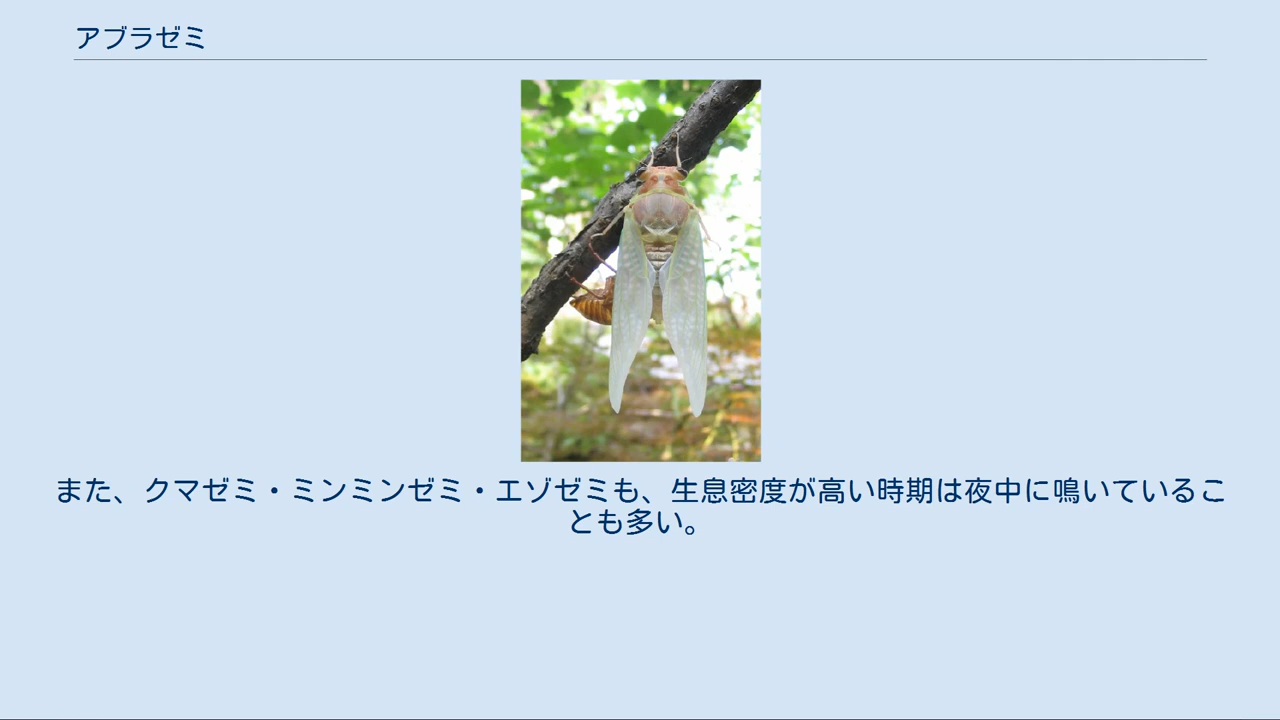 アブラゼミ
また、クマゼミ・ミンミンゼミ・エゾゼミも、生息密度が高い時期は夜中に鳴いているこ
とも多い。